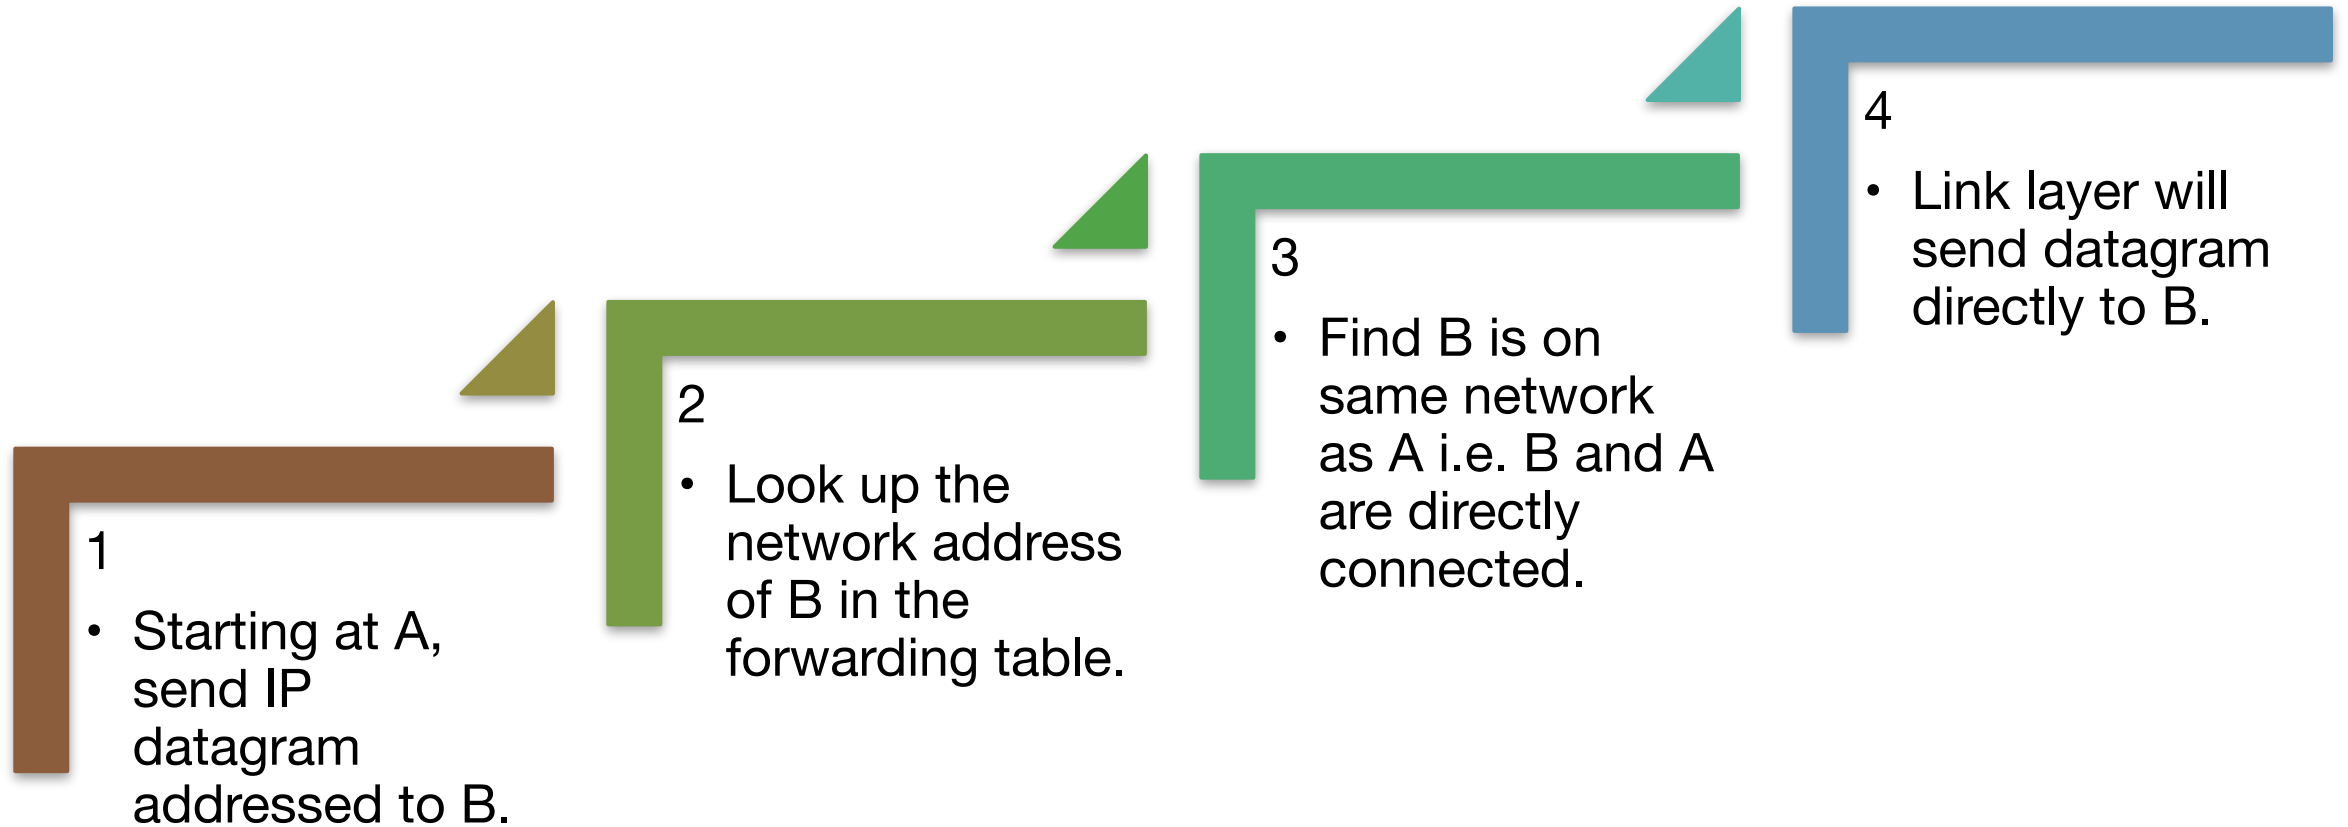 1
• Starting at A,
send IP
datagram
addressed to B.
2
• Look up the
network address
of B in the
forwarding table.
3
• Find B is on
same network
as A i.e. B and A
are directly
connected.
4
• Link layer will
send datagram
directly to B.